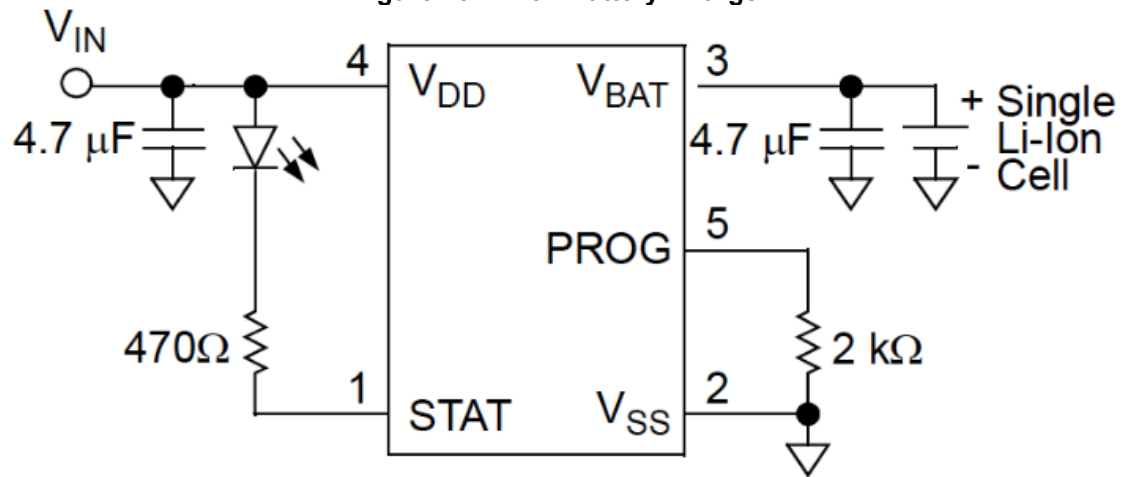 V_IN
4
V_DD
V_BAT
3
4.7 μF
4.7 μF
+ Single
Li-Ion
- Cell
PROG
5
470Ω
2 kΩ
1
STAT
V_SS
2